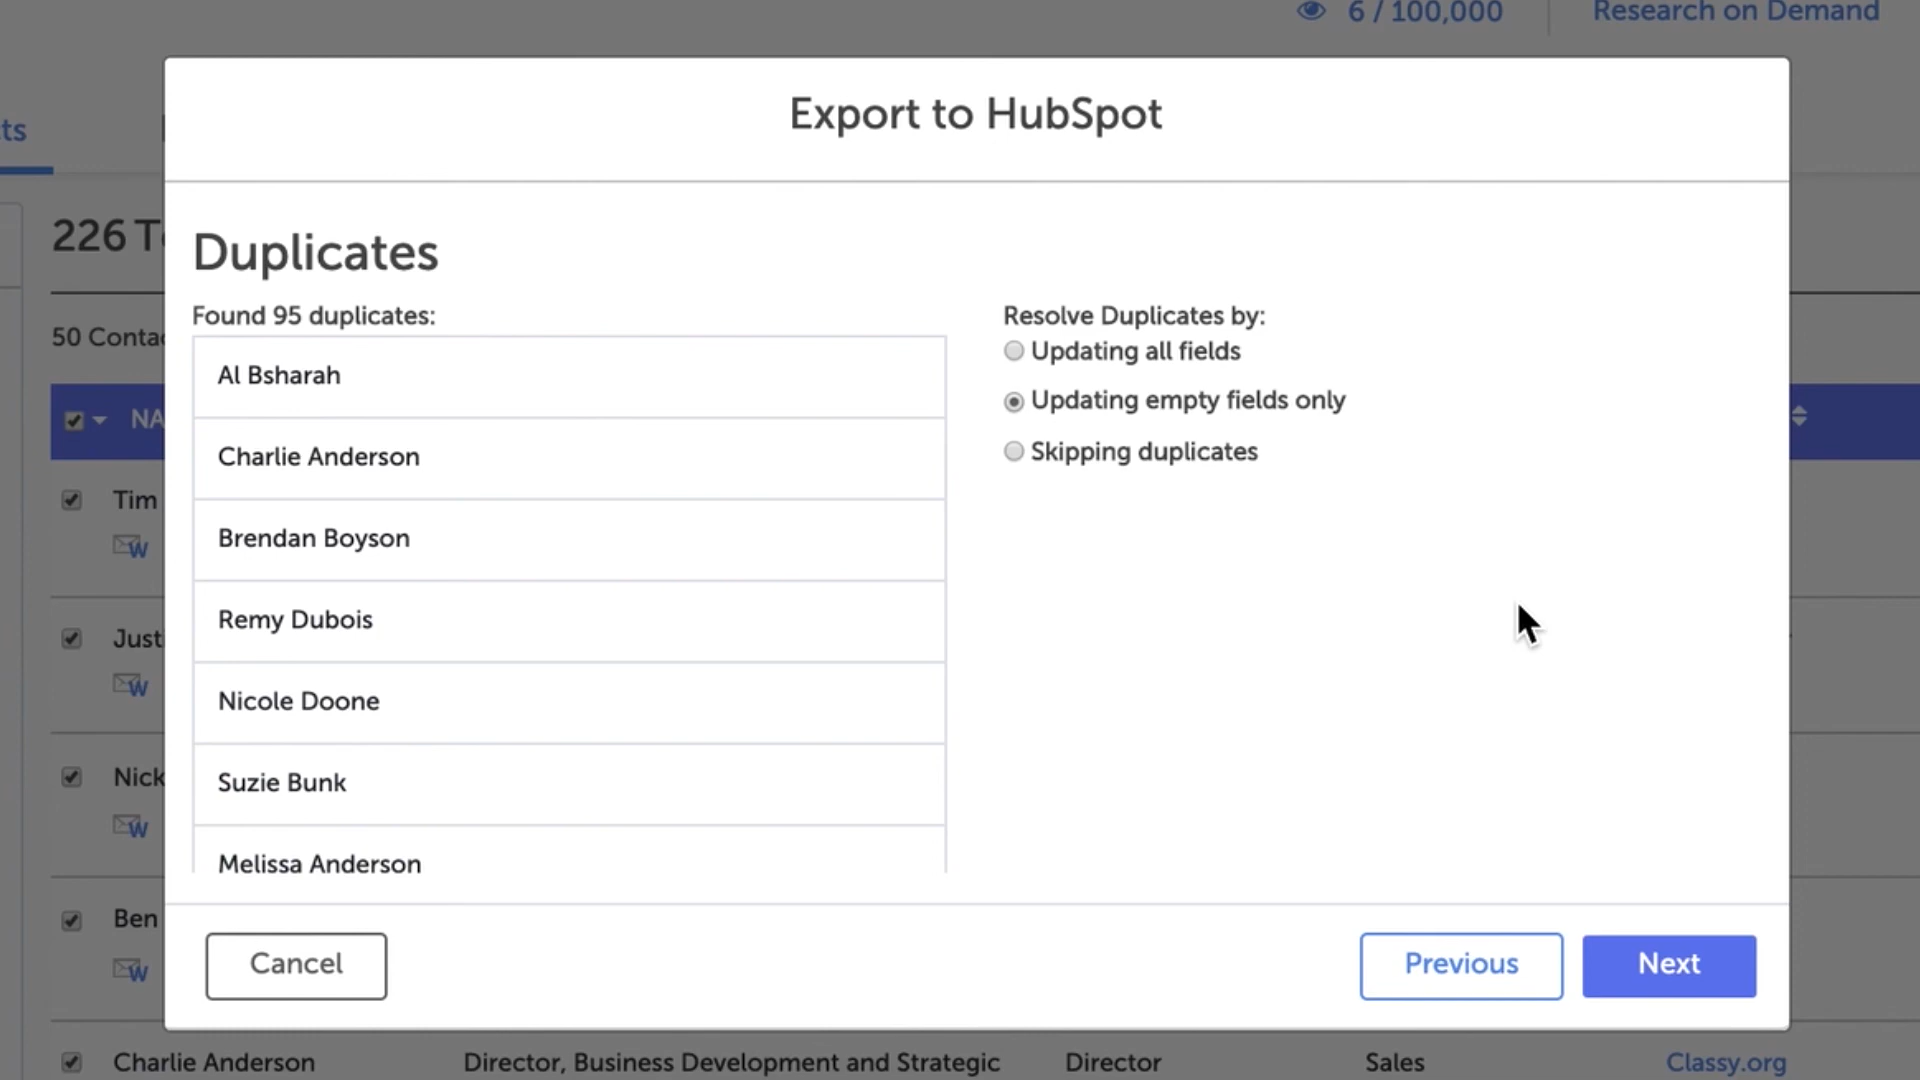 6 / 100,000
Research on Demand
Export to HubSpot
ts
226 T
Duplicates
Found 95 duplicates:
Resolve Duplicates by:
50 Conta
Al Bsharah
Updating all fields
Updating empty fields only
NA
Charlie Anderson
Skipping duplicates
Tim
Brendan Boyson
W
Remy Dubois
Just
W
Nicole Doone
Nick
Suzie Bunk
W
Melissa Anderson
Ben
Cancel
Previous
Next
W
Charlie Anderson
Director, Business Development and Strategic
Director
Sales
Classy.org